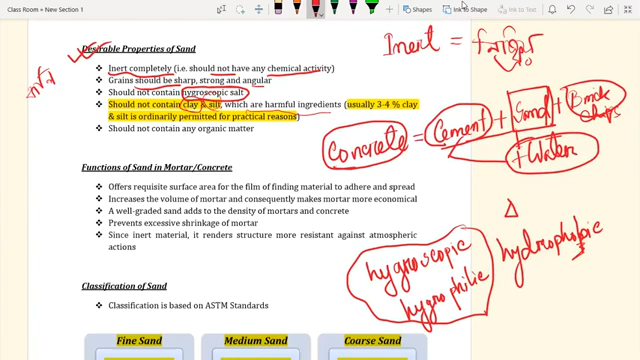 Class Room + New Section 1
Ink to Shape
Ink to Text
Desirable Properties of Sand
Inert completely (i.e. should not have any chemical activity)
Grains should be sharp, strong and angular
Should not contain hygroscopic salt
Should not contain clay & silt, which are harmful ingredients (usually 3-4 % clay
& silt is ordinarily permitted for practical reasons)
Should not contain any organic matter
Inert =
Concrete = Cement + Sand + Brick
chips
+ Water
Functions of Sand in Mortar/Concrete
Offers requisite surface area for the film of finding material to adhere and spread
Increases the volume of mortar and consequently makes mortar more economical
A well-graded sand adds to the density of mortars and concrete
Prevents excessive shrinkage of mortar
Since inert material, it renders structure more resistant against atmospheric
actions
Δ
hydrophobic
hygroscopic
hygrophilic
Classification of Sand
Classification is based on ASTM Standards
Fine Sand
Medium Sand
Coarse Sand